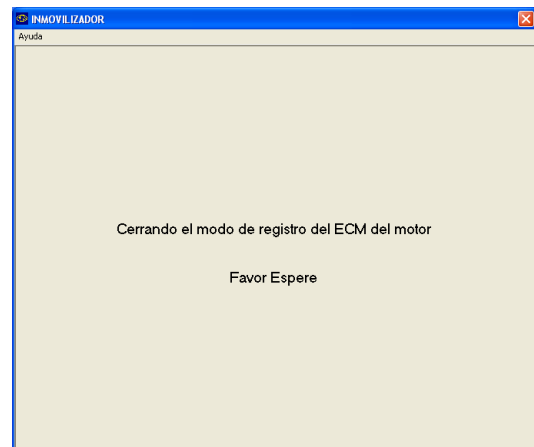 INMOVILIZADOR
Ayuda
Cerrando el modo de registro del ECM del motor
Favor Espere